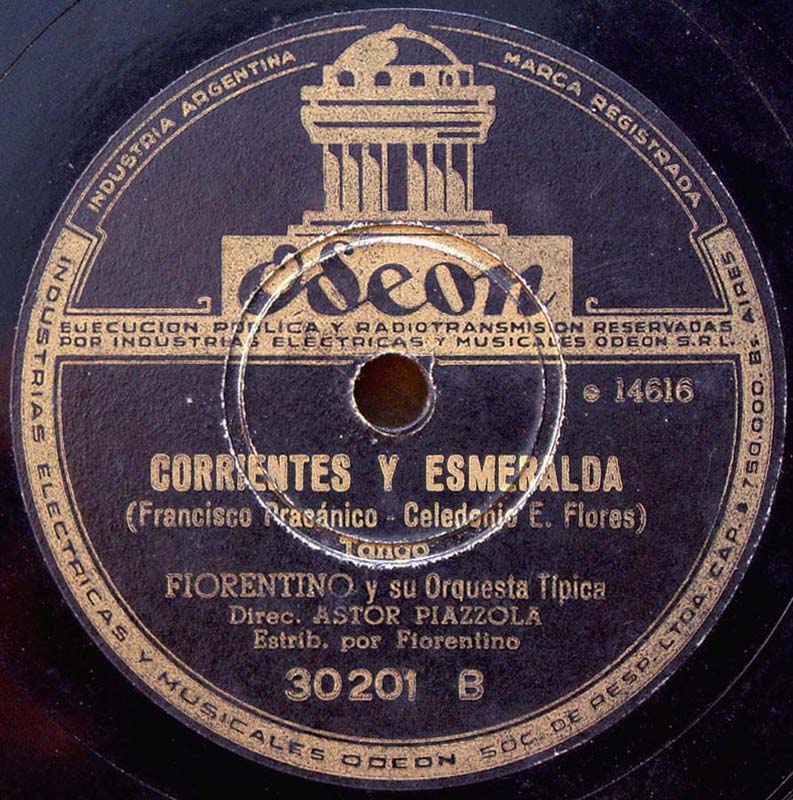 INDUSTRIA ARGENTINA
MARCA REGISTRADA
Odeon
EJECUCION PUBLICA Y RADIOTRANSMISION RESERVADAS
POR INDUSTRIAS ELECTRICAS Y MUSICALES ODEON S.R.L.
e 14616
CORRIENTES Y ESMERALDA
(Francisco Pracánico - Celedonio E. Flores)
Tango
FIORENTINO y su Orquesta Típica
Direc. ASTOR PIAZZOLA
Estrib. por Fiorentino
30201 B
INDUSTRIAS ELECTRICAS Y MUSICALES ODEON SOC. DE RESP. LTDA. CAP. $ 750.000. Bs. AIRES